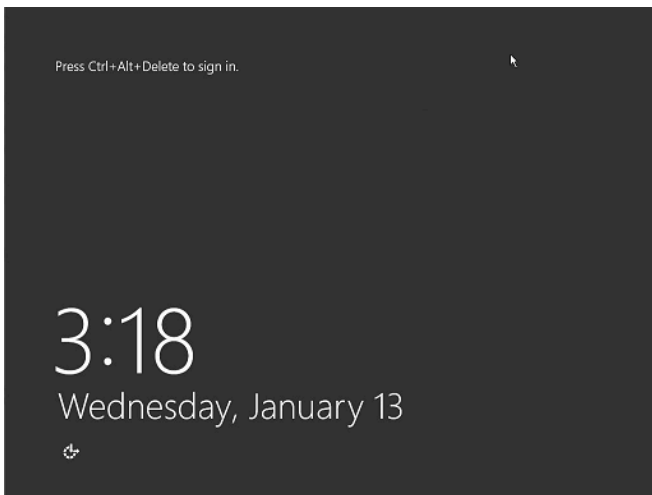 Press Ctrl+Alt+Delete to sign in.
3:18
Wednesday, January 13